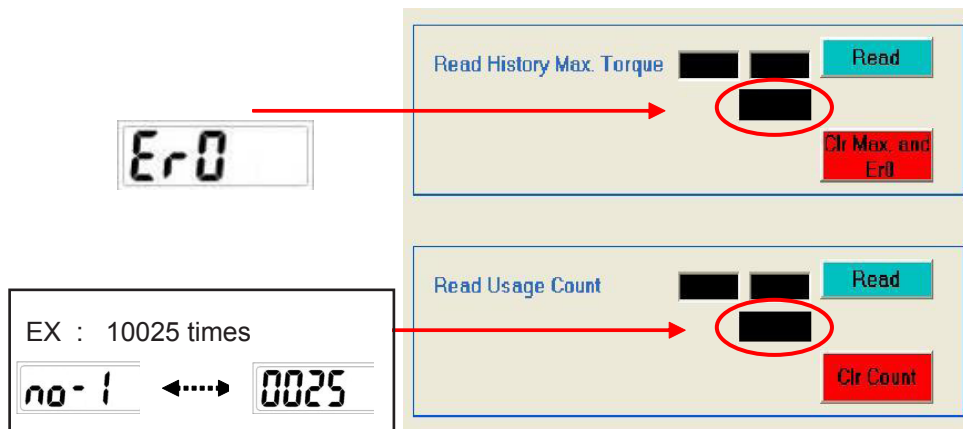 Read History Max. Torque
Read
Er0
Clr Max. and
Er0
Read Usage Count
Read
EX : 10025 times
no-1
0025
Clr Count